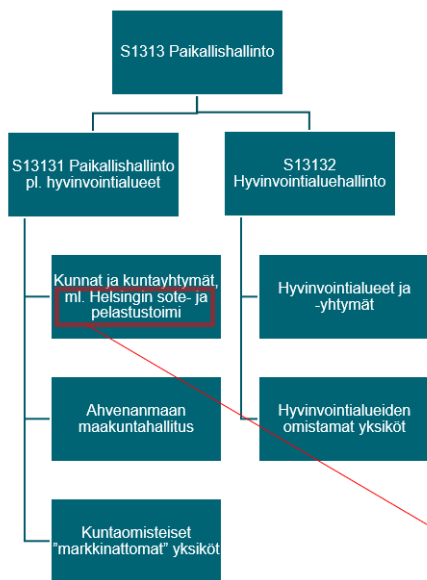 S1313 Paikallishallinto
S13131 Paikallishallinto
pl. hyvinvointialueet
S13132
Hyvinvointialuehallinto
Kunnat ja kuntayhtymät,
ml. Helsingin sote- ja
pelastustoimi
Hyvinvointialueet ja
-yhtymät
Ahvenanmaan
maakuntahallitus
Hyvinvointialueiden
omistamat yksiköt
Kuntaomisteiset
"markkinattomat" yksiköt